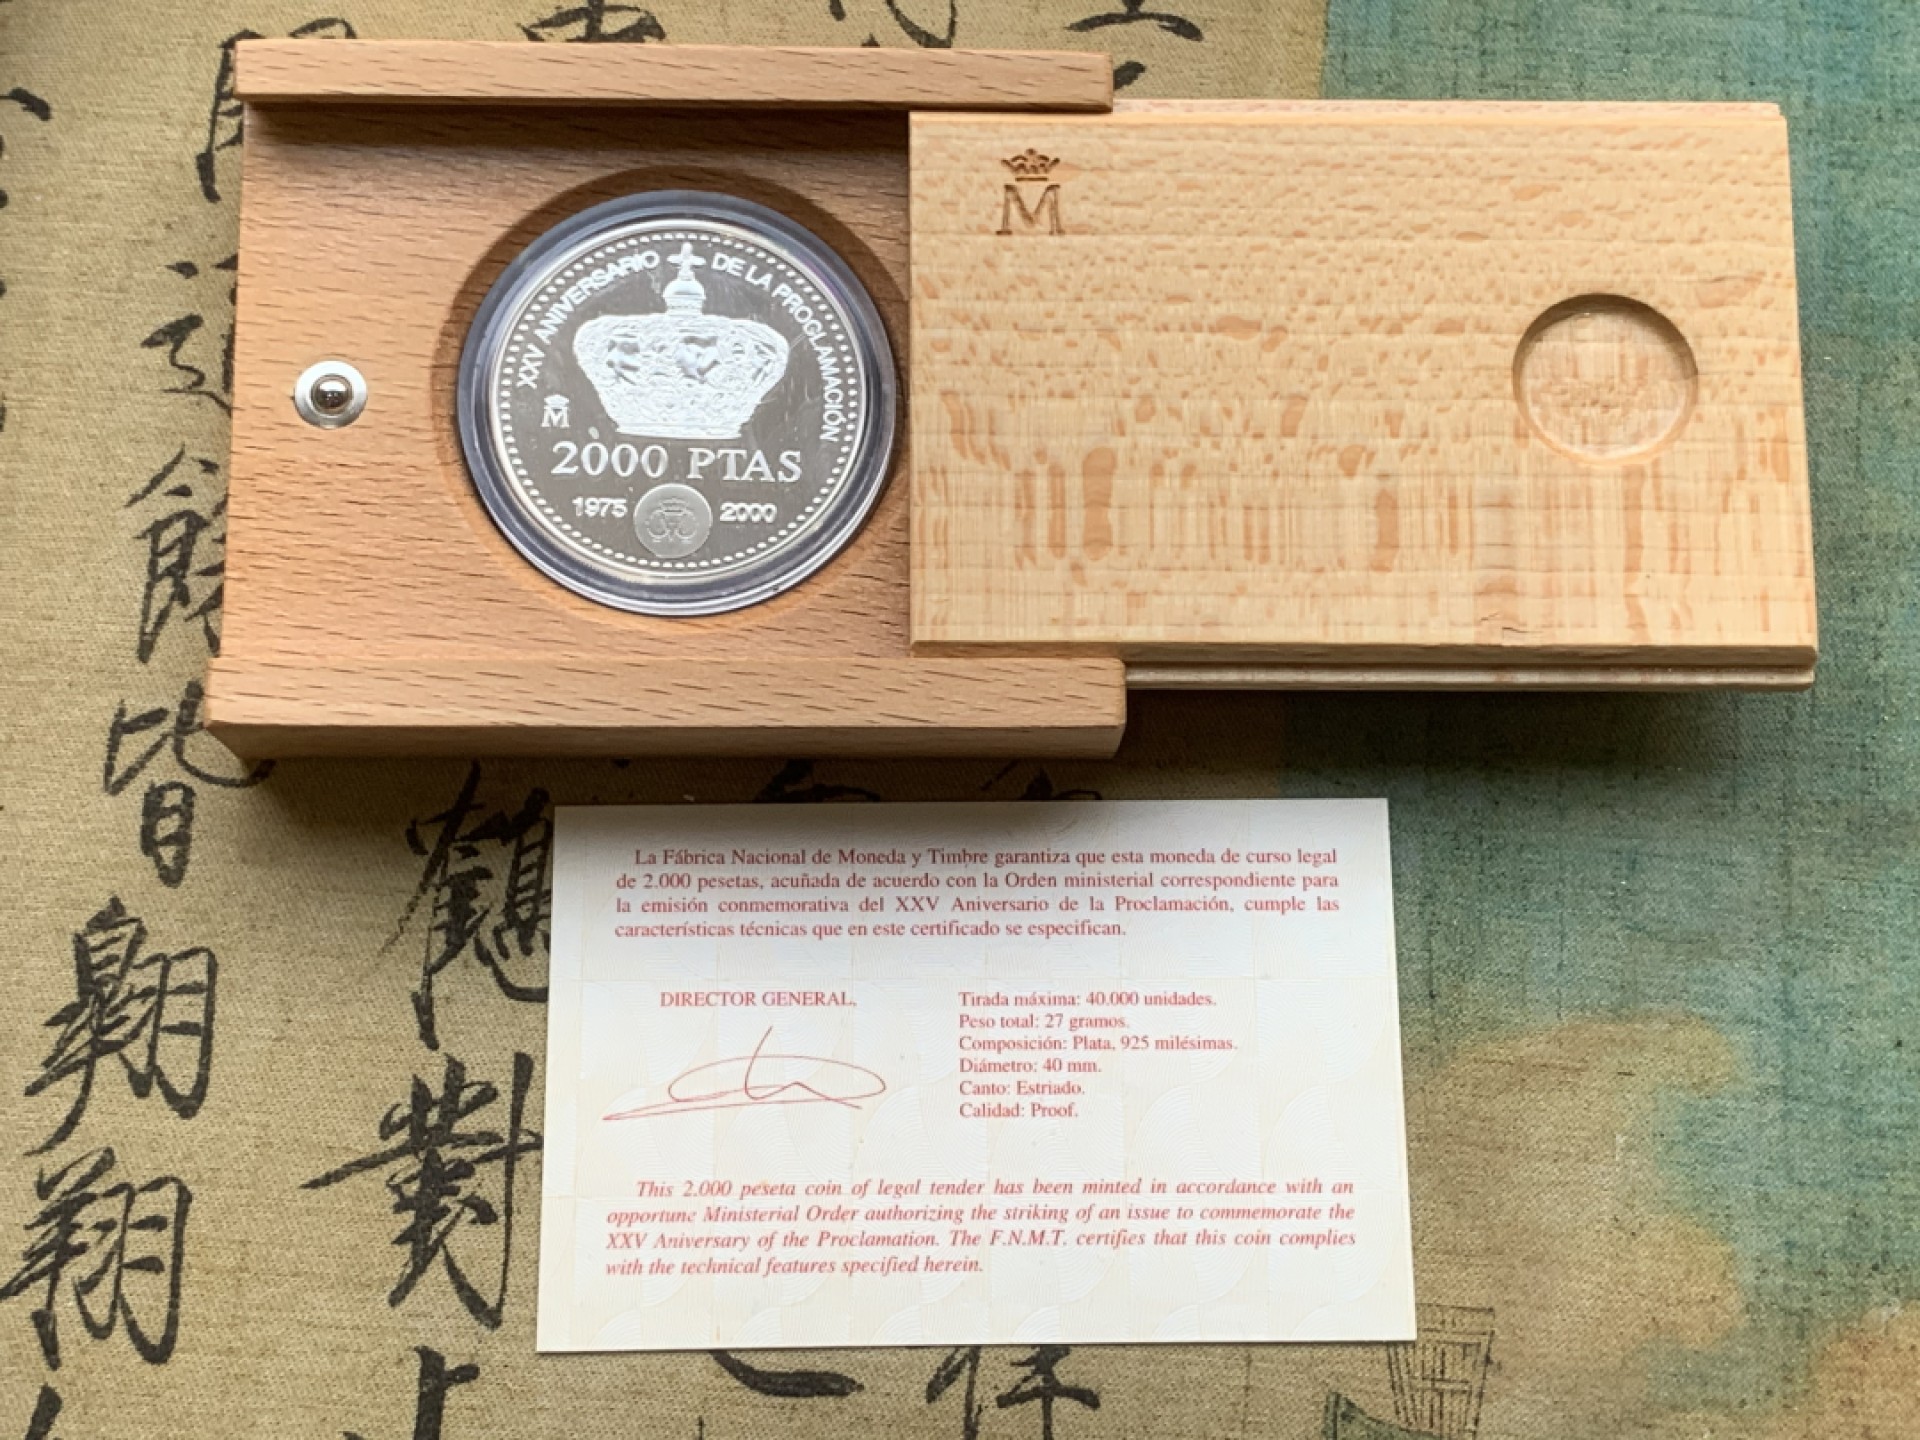 XXV ANIVERSARIO DE LA PROCLAMACIÓN
M
2000 PTAS
1975 2000
M
La Fábrica Nacional de Moneda y Timbre garantiza que esta moneda de curso legal
de 2.000 pesetas, acuñada de acuerdo con la Orden ministerial correspondiente para
la emisión conmemorativa del XXV Aniversario de la Proclamación, cumple las
características técnicas que en este certificado se especifican.
DIRECTOR GENERAL,
Tirada máxima: 40.000 unidades.
Peso total: 27 gramos.
Composición: Plata, 925 milésimas.
Diámetro: 40 mm.
Canto: Estriado.
Calidad: Proof.
This 2.000 peseta coin of legal tender has been minted in accordance with an
opportune Ministerial Order authorizing the striking of an issue to commemorate the
XXV Aniversary of the Proclamation. The F.N.M.T. certifies that this coin complies
with the technical features specified herein.
皆
翱
翔
鶴
對